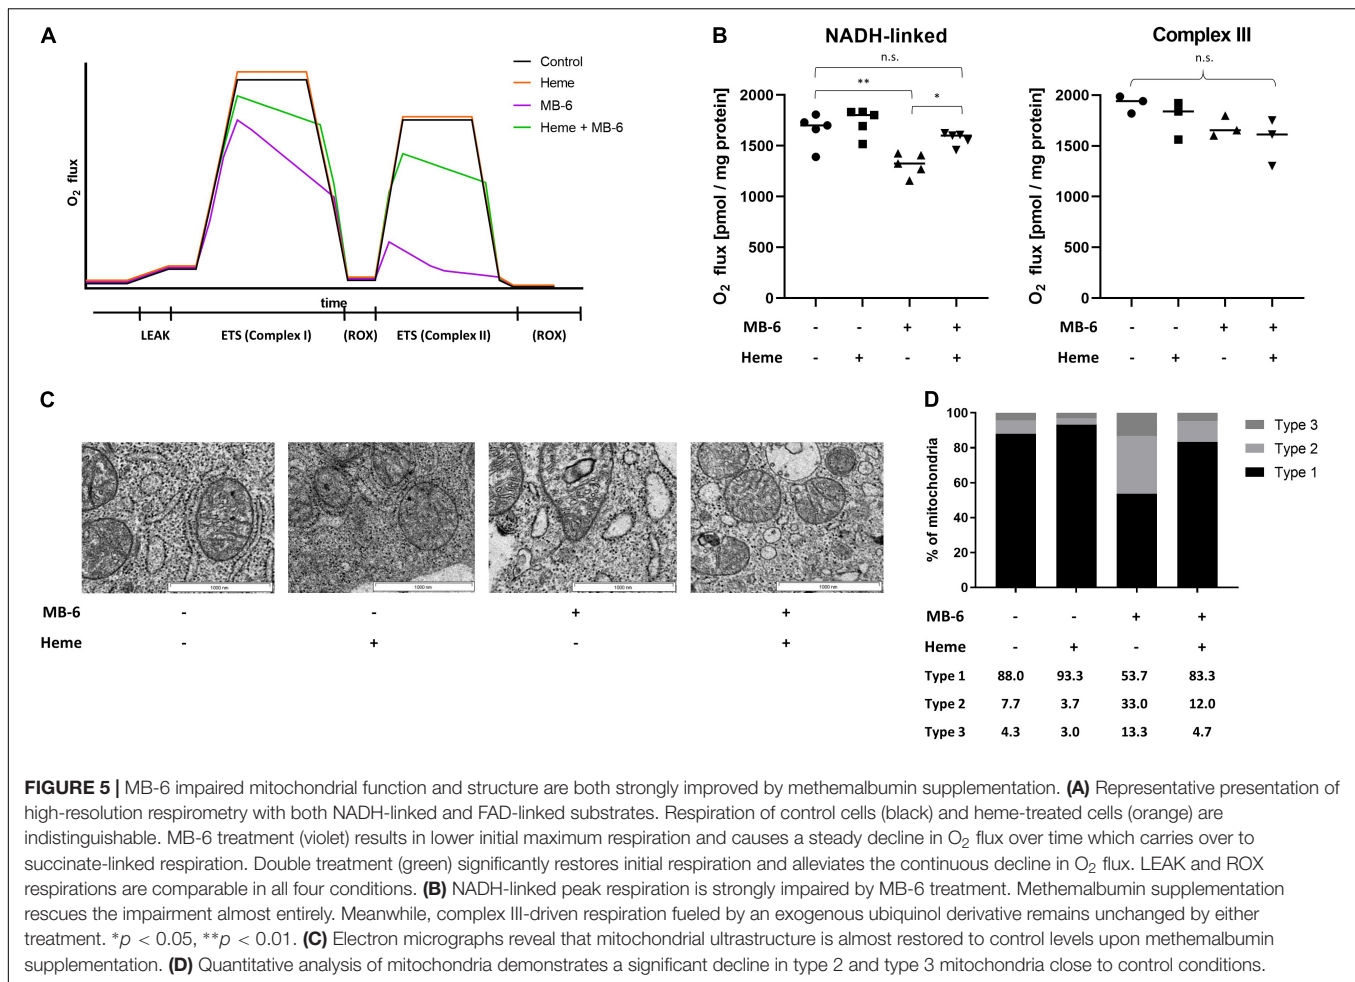 A
O2 flux
Control
Heme
MB-6
Heme + MB-6
time
LEAK
ETS (Complex I)
(ROX)
ETS (Complex II)
(ROX)
B
NADH-linked
n.s.
**
*
O2 flux [pmol / mg protein]
2000
1500
1000
500
0
MB-6 - - + +
Heme - + - +
Complex III
n.s.
O2 flux [pmol / mg protein]
2000
1500
1000
500
0
MB-6 - - + +
Heme - + - +
C
1000 nm
1000 nm
1000 nm
1000 nm
MB-6 - - + +
Heme - + - +
D
% of mitochondria
100
80
60
40
20
0
Type 3
Type 2
Type 1
MB-6 - - + +
Heme - + - +
Type 1 88.0 93.3 53.7 83.3
Type 2 7.7 3.7 33.0 12.0
Type 3 4.3 3.0 13.3 4.7
FIGURE 5 | MB-6 impaired mitochondrial function and structure are both strongly improved by methemalbumin supplementation. (A) Representative presentation of
high-resolution respirometry with both NADH-linked and FAD-linked substrates. Respiration of control cells (black) and heme-treated cells (orange) are
indistinguishable. MB-6 treatment (violet) results in lower initial maximum respiration and causes a steady decline in O2 flux over time which carries over to
succinate-linked respiration. Double treatment (green) significantly restores initial respiration and alleviates the continuous decline in O2 flux. LEAK and ROX
respirations are comparable in all four conditions. (B) NADH-linked peak respiration is strongly impaired by MB-6 treatment. Methemalbumin supplementation
rescues the impairment almost entirely. Meanwhile, complex III-driven respiration fueled by an exogenous ubiquinol derivative remains unchanged by either
treatment. *p < 0.05, **p < 0.01. (C) Electron micrographs reveal that mitochondrial ultrastructure is almost restored to control levels upon methemalbumin
supplementation. (D) Quantitative analysis of mitochondria demonstrates a significant decline in type 2 and type 3 mitochondria close to control conditions.